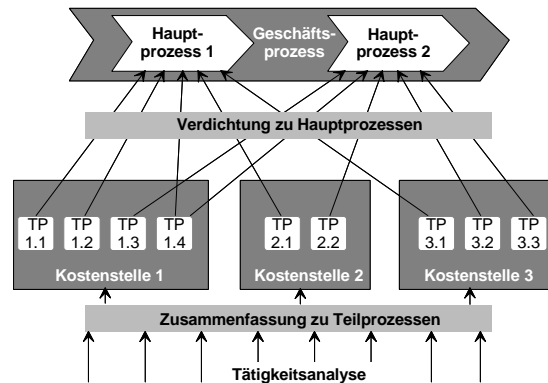 Haupt-
prozess 1
Geschäfts-
prozess
Haupt-
prozess 2
Verdichtung zu Hauptprozessen
TP
1.1
TP
1.2
TP
1.3
TP
1.4
TP
2.1
TP
2.2
TP
3.1
TP
3.2
TP
3.3
Kostenstelle 1
Kostenstelle 2
Kostenstelle 3
Zusammenfassung zu Teilprozessen
Tätigkeitsanalyse